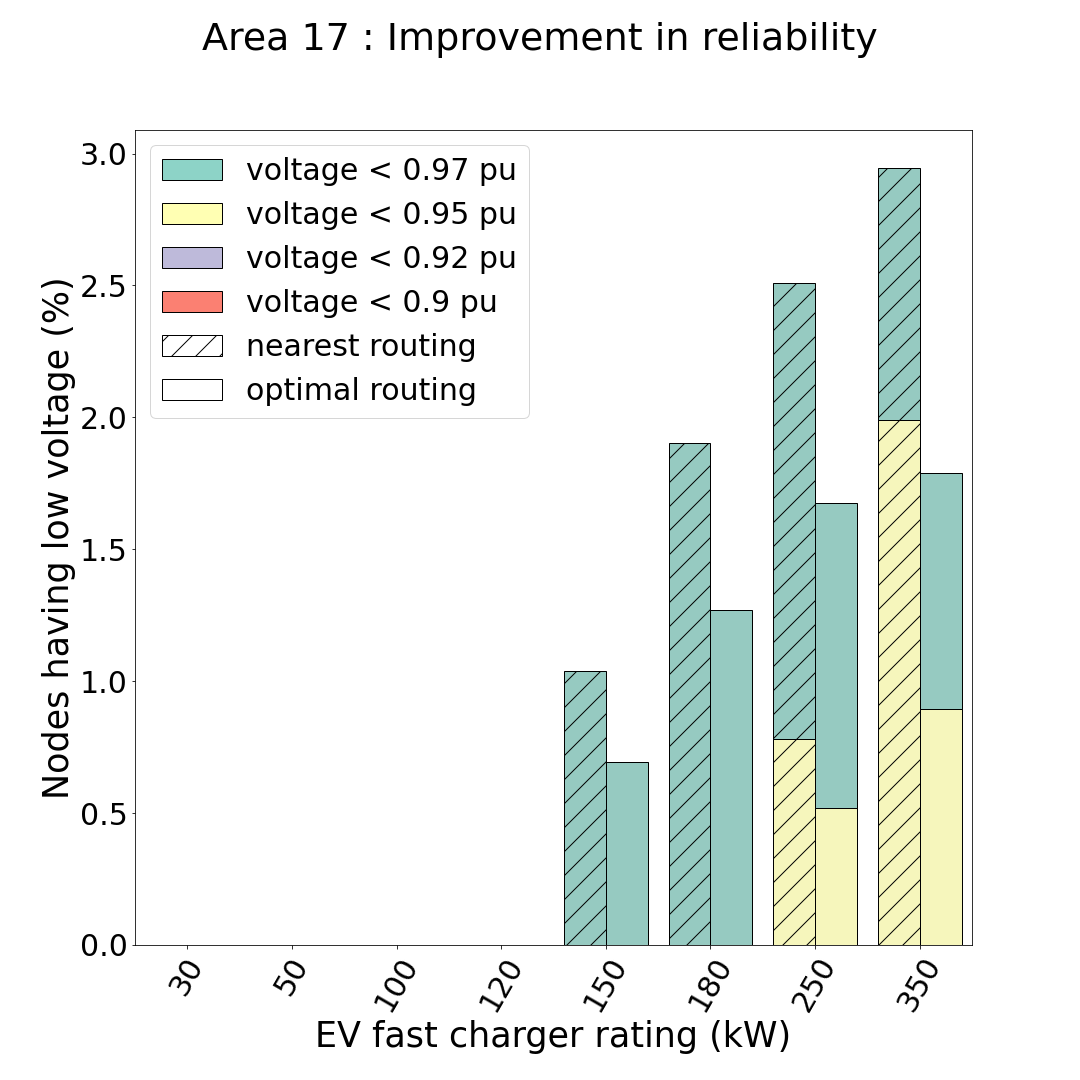 Area 17 : Improvement in reliability
voltage < 0.97 pu
voltage < 0.95 pu
voltage < 0.92 pu
voltage < 0.9 pu
nearest routing
optimal routing
Nodes having low voltage (%)
3.0
2.5
2.0
1.5
1.0
0.5
0.0
30
50
100
120
150
180
250
350
EV fast charger rating (kW)